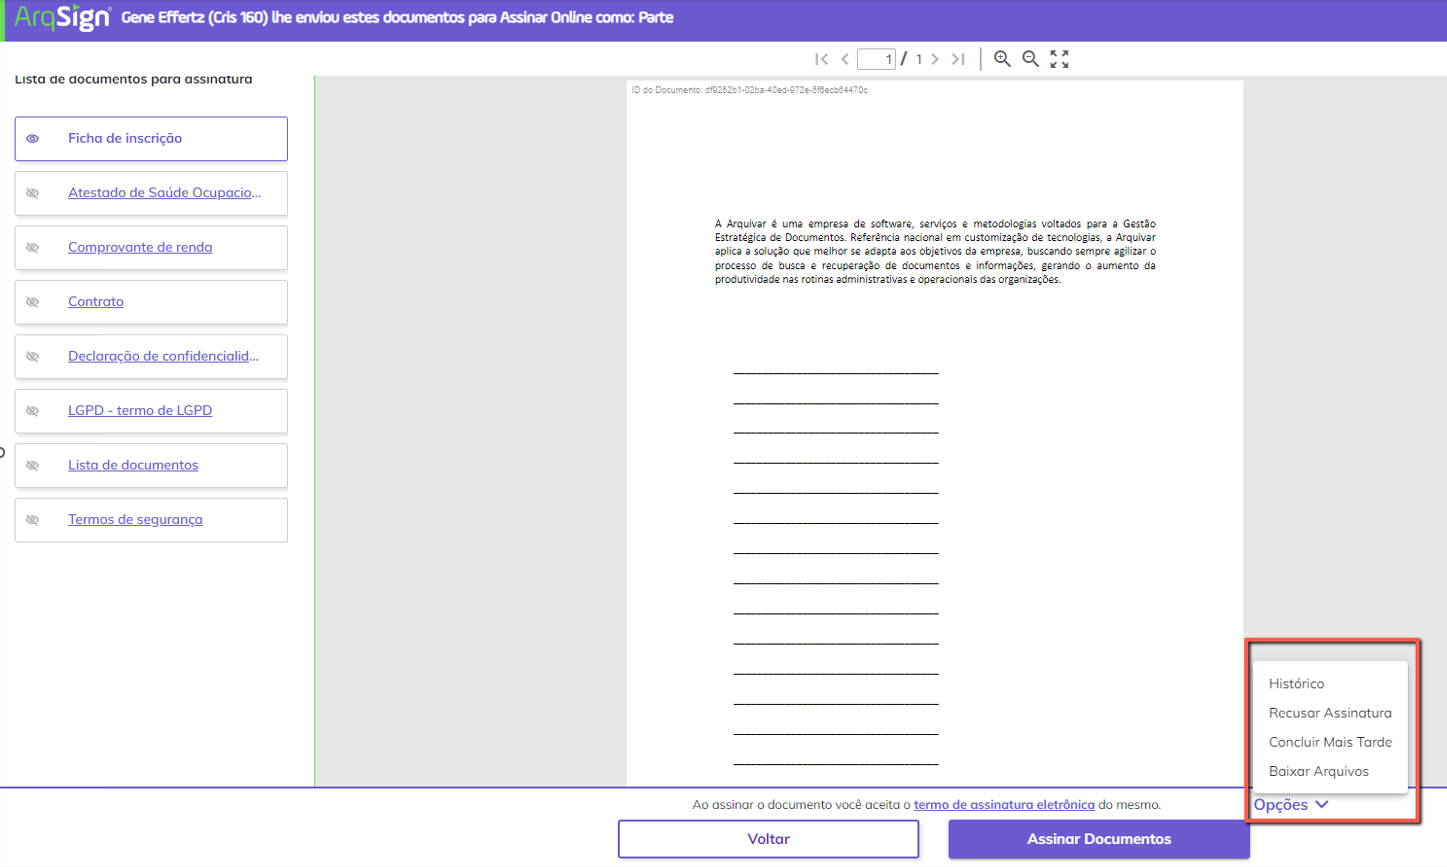 ArqSign Gene Effertz (Cris 160) lhe enviou estes documentos para Assinar Online como: Parte
1 / 1
Lista de documentos para assinatura
Ficha de inscrição
Atestado de Saúde Ocupacio...
Comprovante de renda
Contrato
Declaração de confidencialid...
LGPD - termo de LGPD
Lista de documentos
Termos de segurança
ID do Documento: df9252b1-02ba-40ed-972e-5f6ecb64470c
A Arquivar é uma empresa de software, serviços e metodologias voltados para a Gestão
Estratégica de Documentos. Referência nacional em customização de tecnologias, a Arquivar
aplica a solução que melhor se adapta aos objetivos da empresa, buscando sempre agilizar o
processo de busca e recuperação de documentos e informações, gerando o aumento da
produtividade nas rotinas administrativas e operacionais das organizações.
Histórico
Recusar Assinatura
Concluir Mais Tarde
Baixar Arquivos
Ao assinar o documento você aceita o termo de assinatura eletrônica do mesmo.
Opções
Voltar
Assinar Documentos